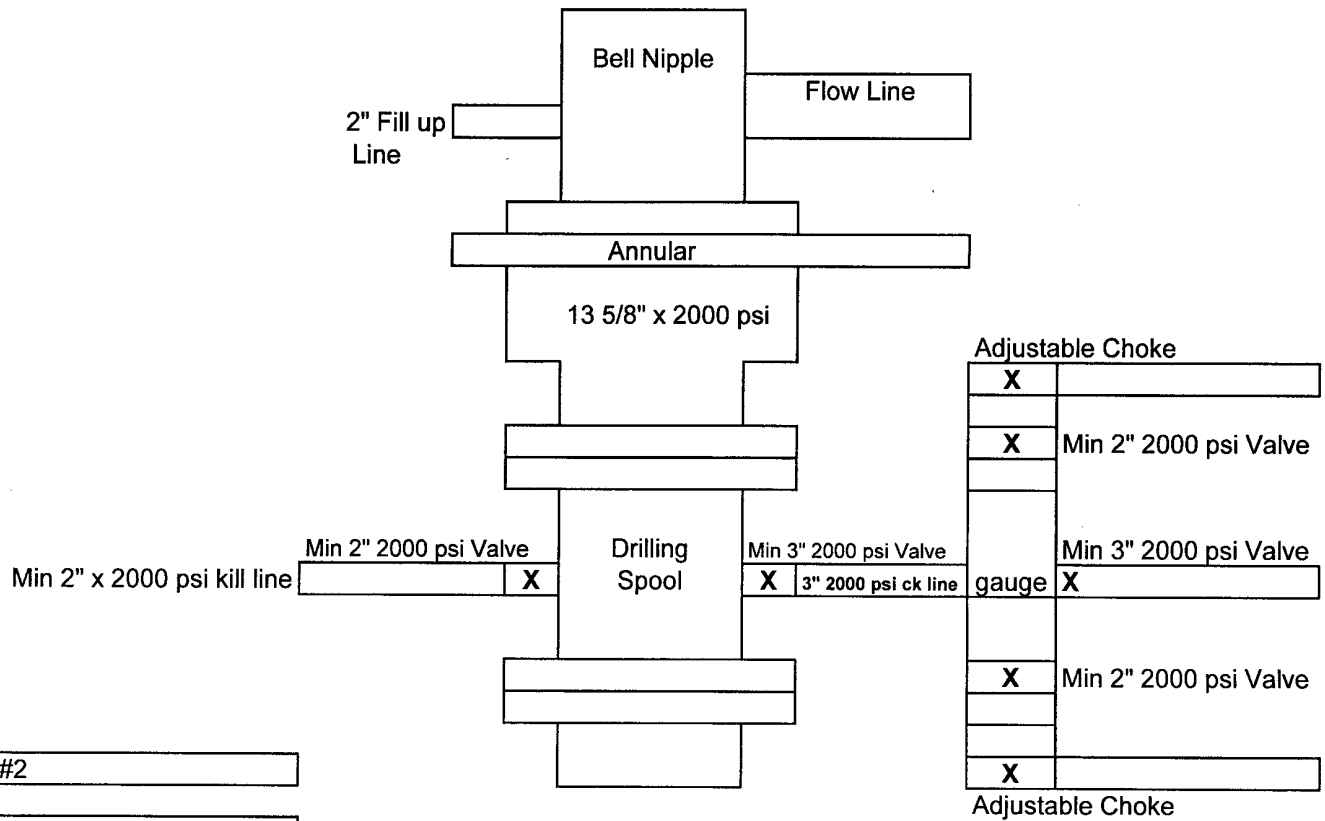 Bell Nipple
Flow Line
2" Fill up
Line
Annular
13 5/8" x 2000 psi
Adjustable Choke
X
X Min 2" 2000 psi Valve
Min 2" 2000 psi Valve
Drilling
Spool
Min 3" 2000 psi Valve
Min 3" 2000 psi Valve
Min 2" x 2000 psi kill line
X
X
3" 2000 psi ck line
gauge
X
X Min 2" 2000 psi Valve
#2
X
Adjustable Choke